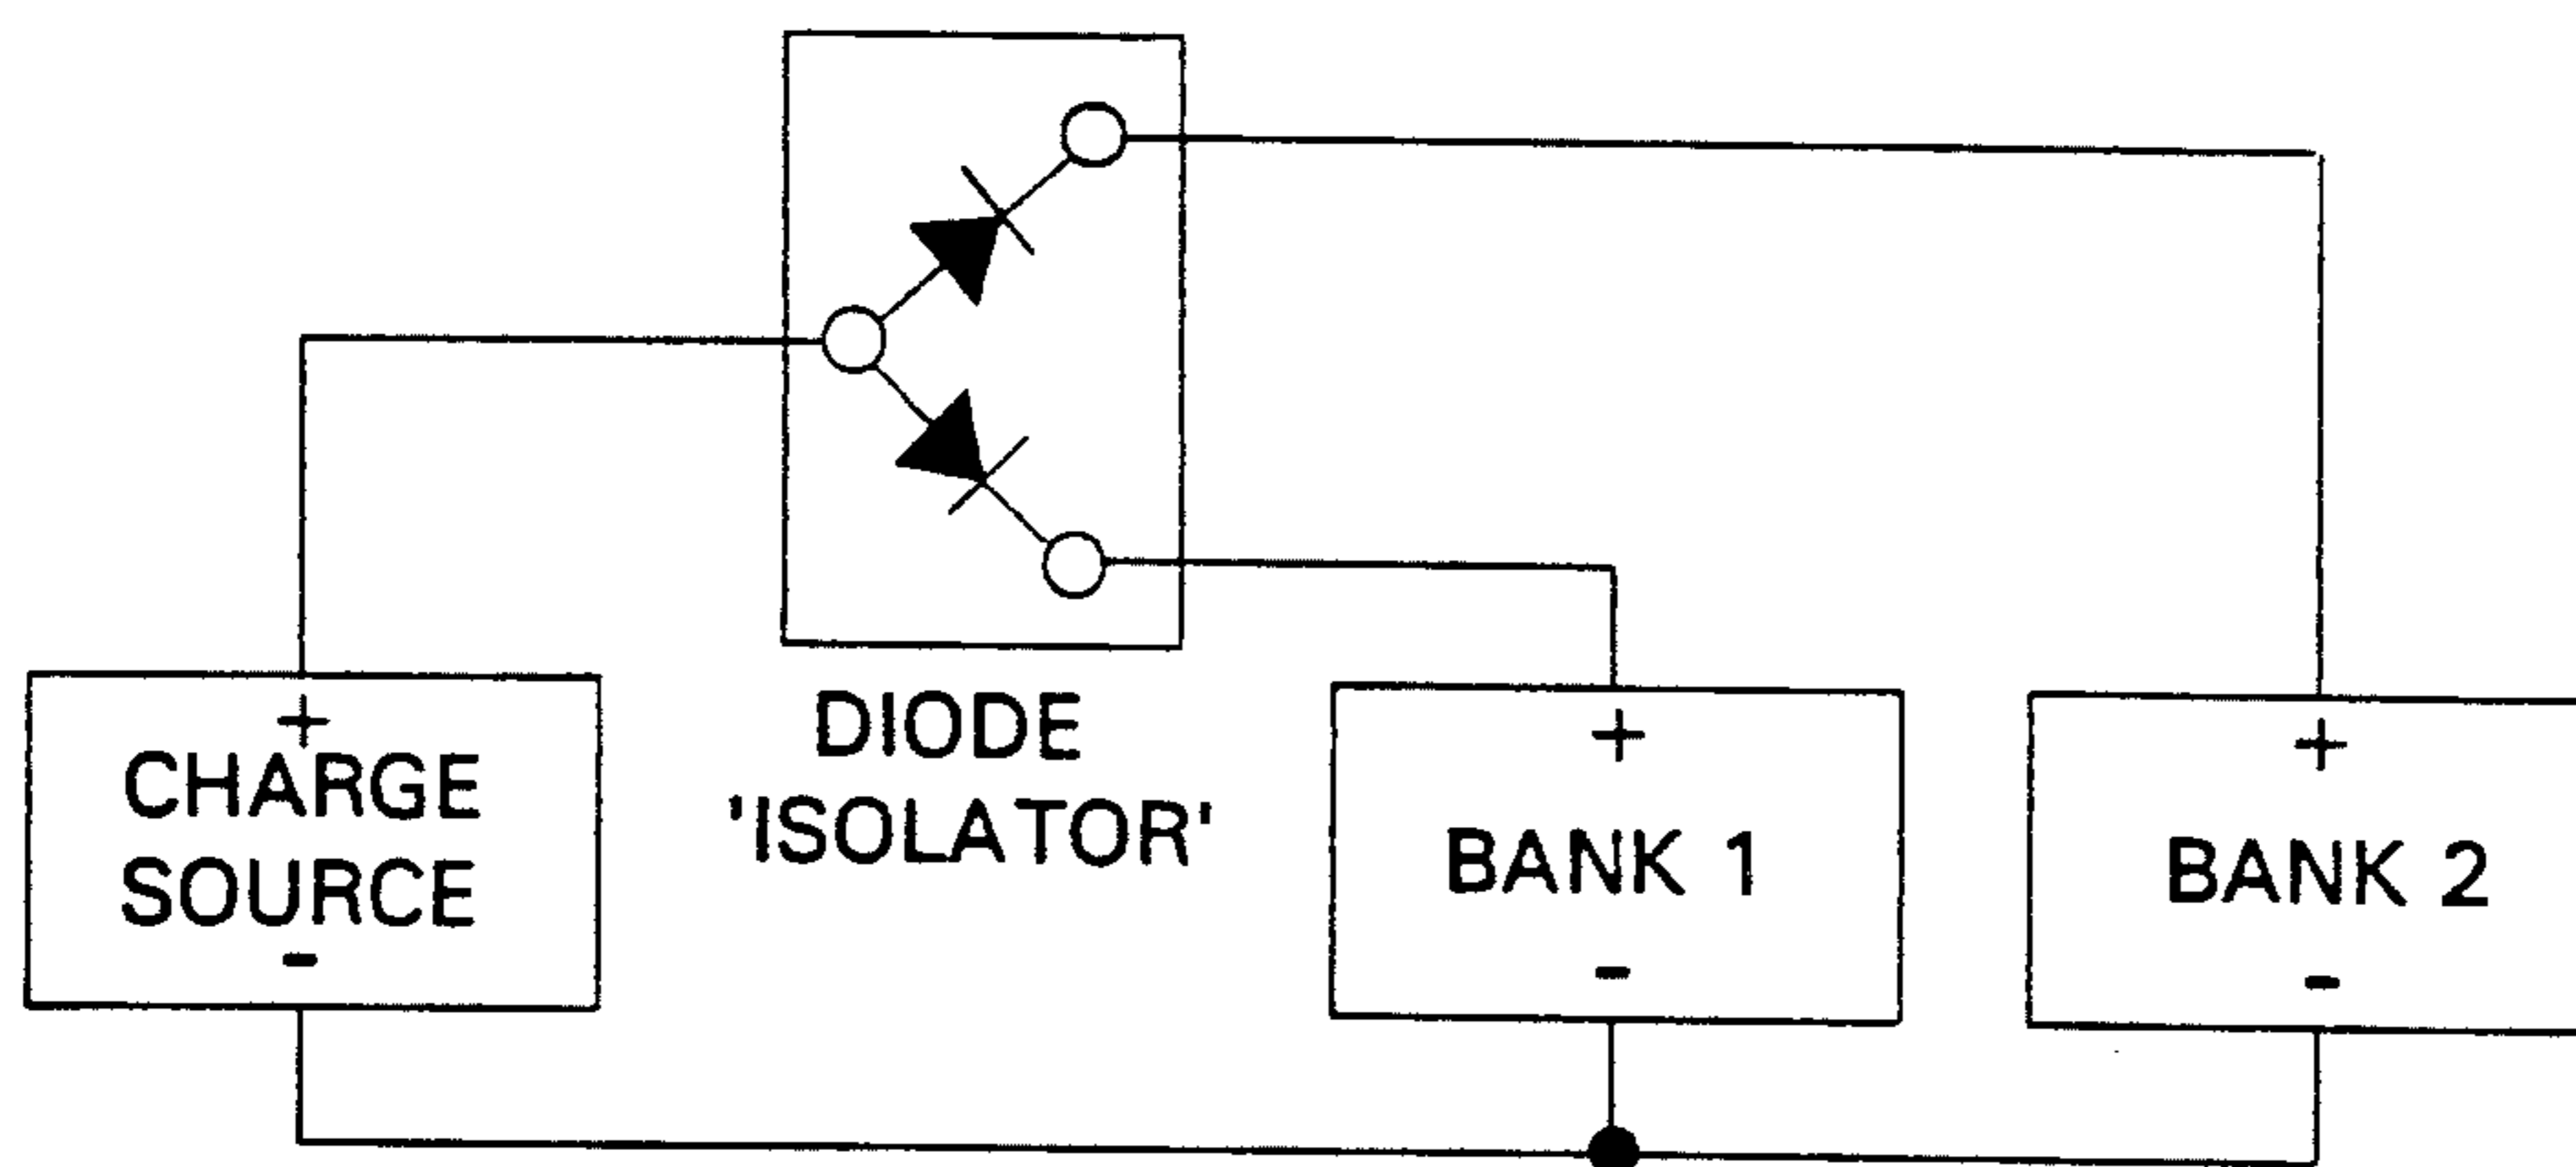 DIODE
'ISOLATOR'
+
CHARGE
SOURCE
-
+
BANK 1
-
+
BANK 2
-